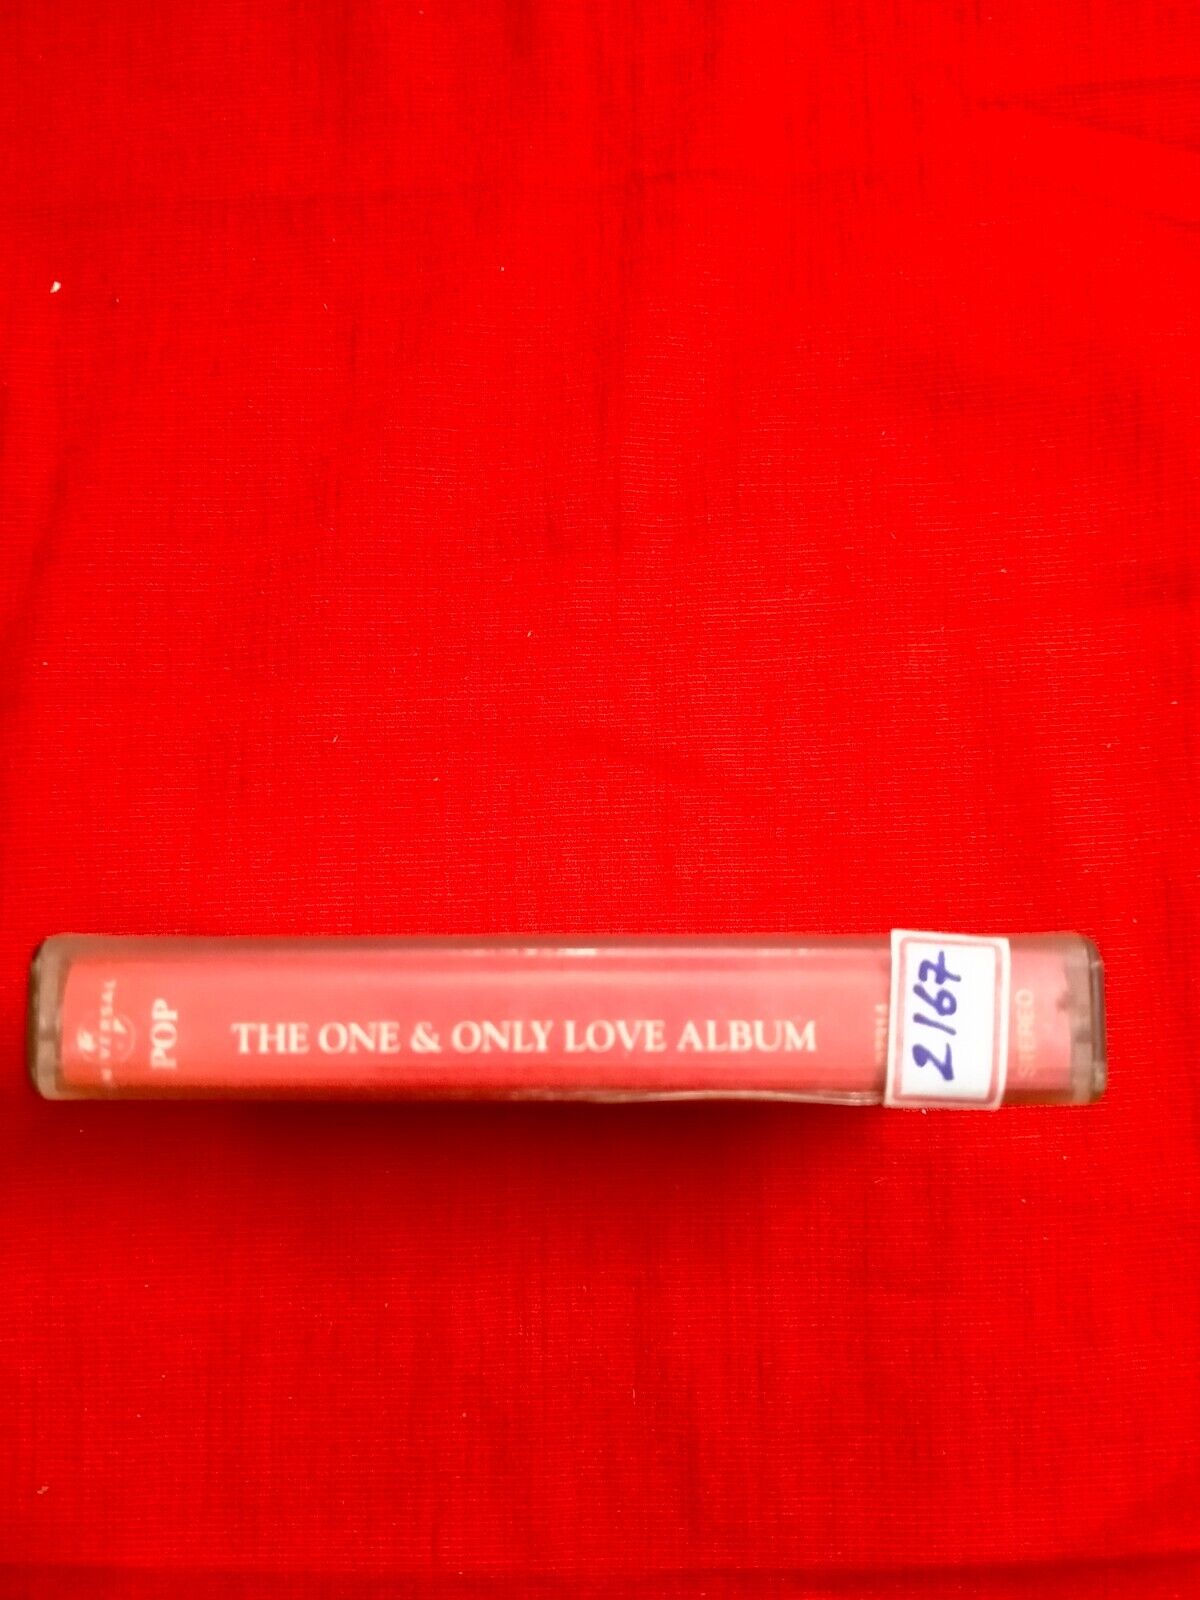 UNIVERSAL
POP
THE ONE & ONLY LOVE ALBUM
2167
STEREO